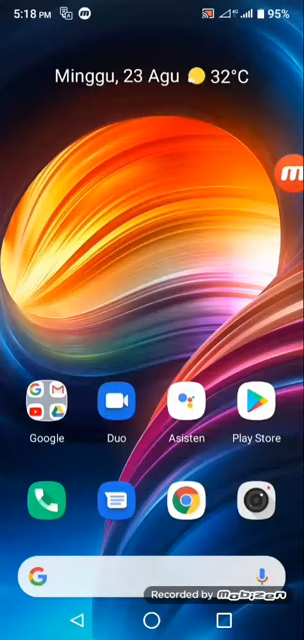 5:18 PM 95%
Minggu, 23 Agu 32°C
Google Duo Asisten Play Store
Recorded by Mobizen